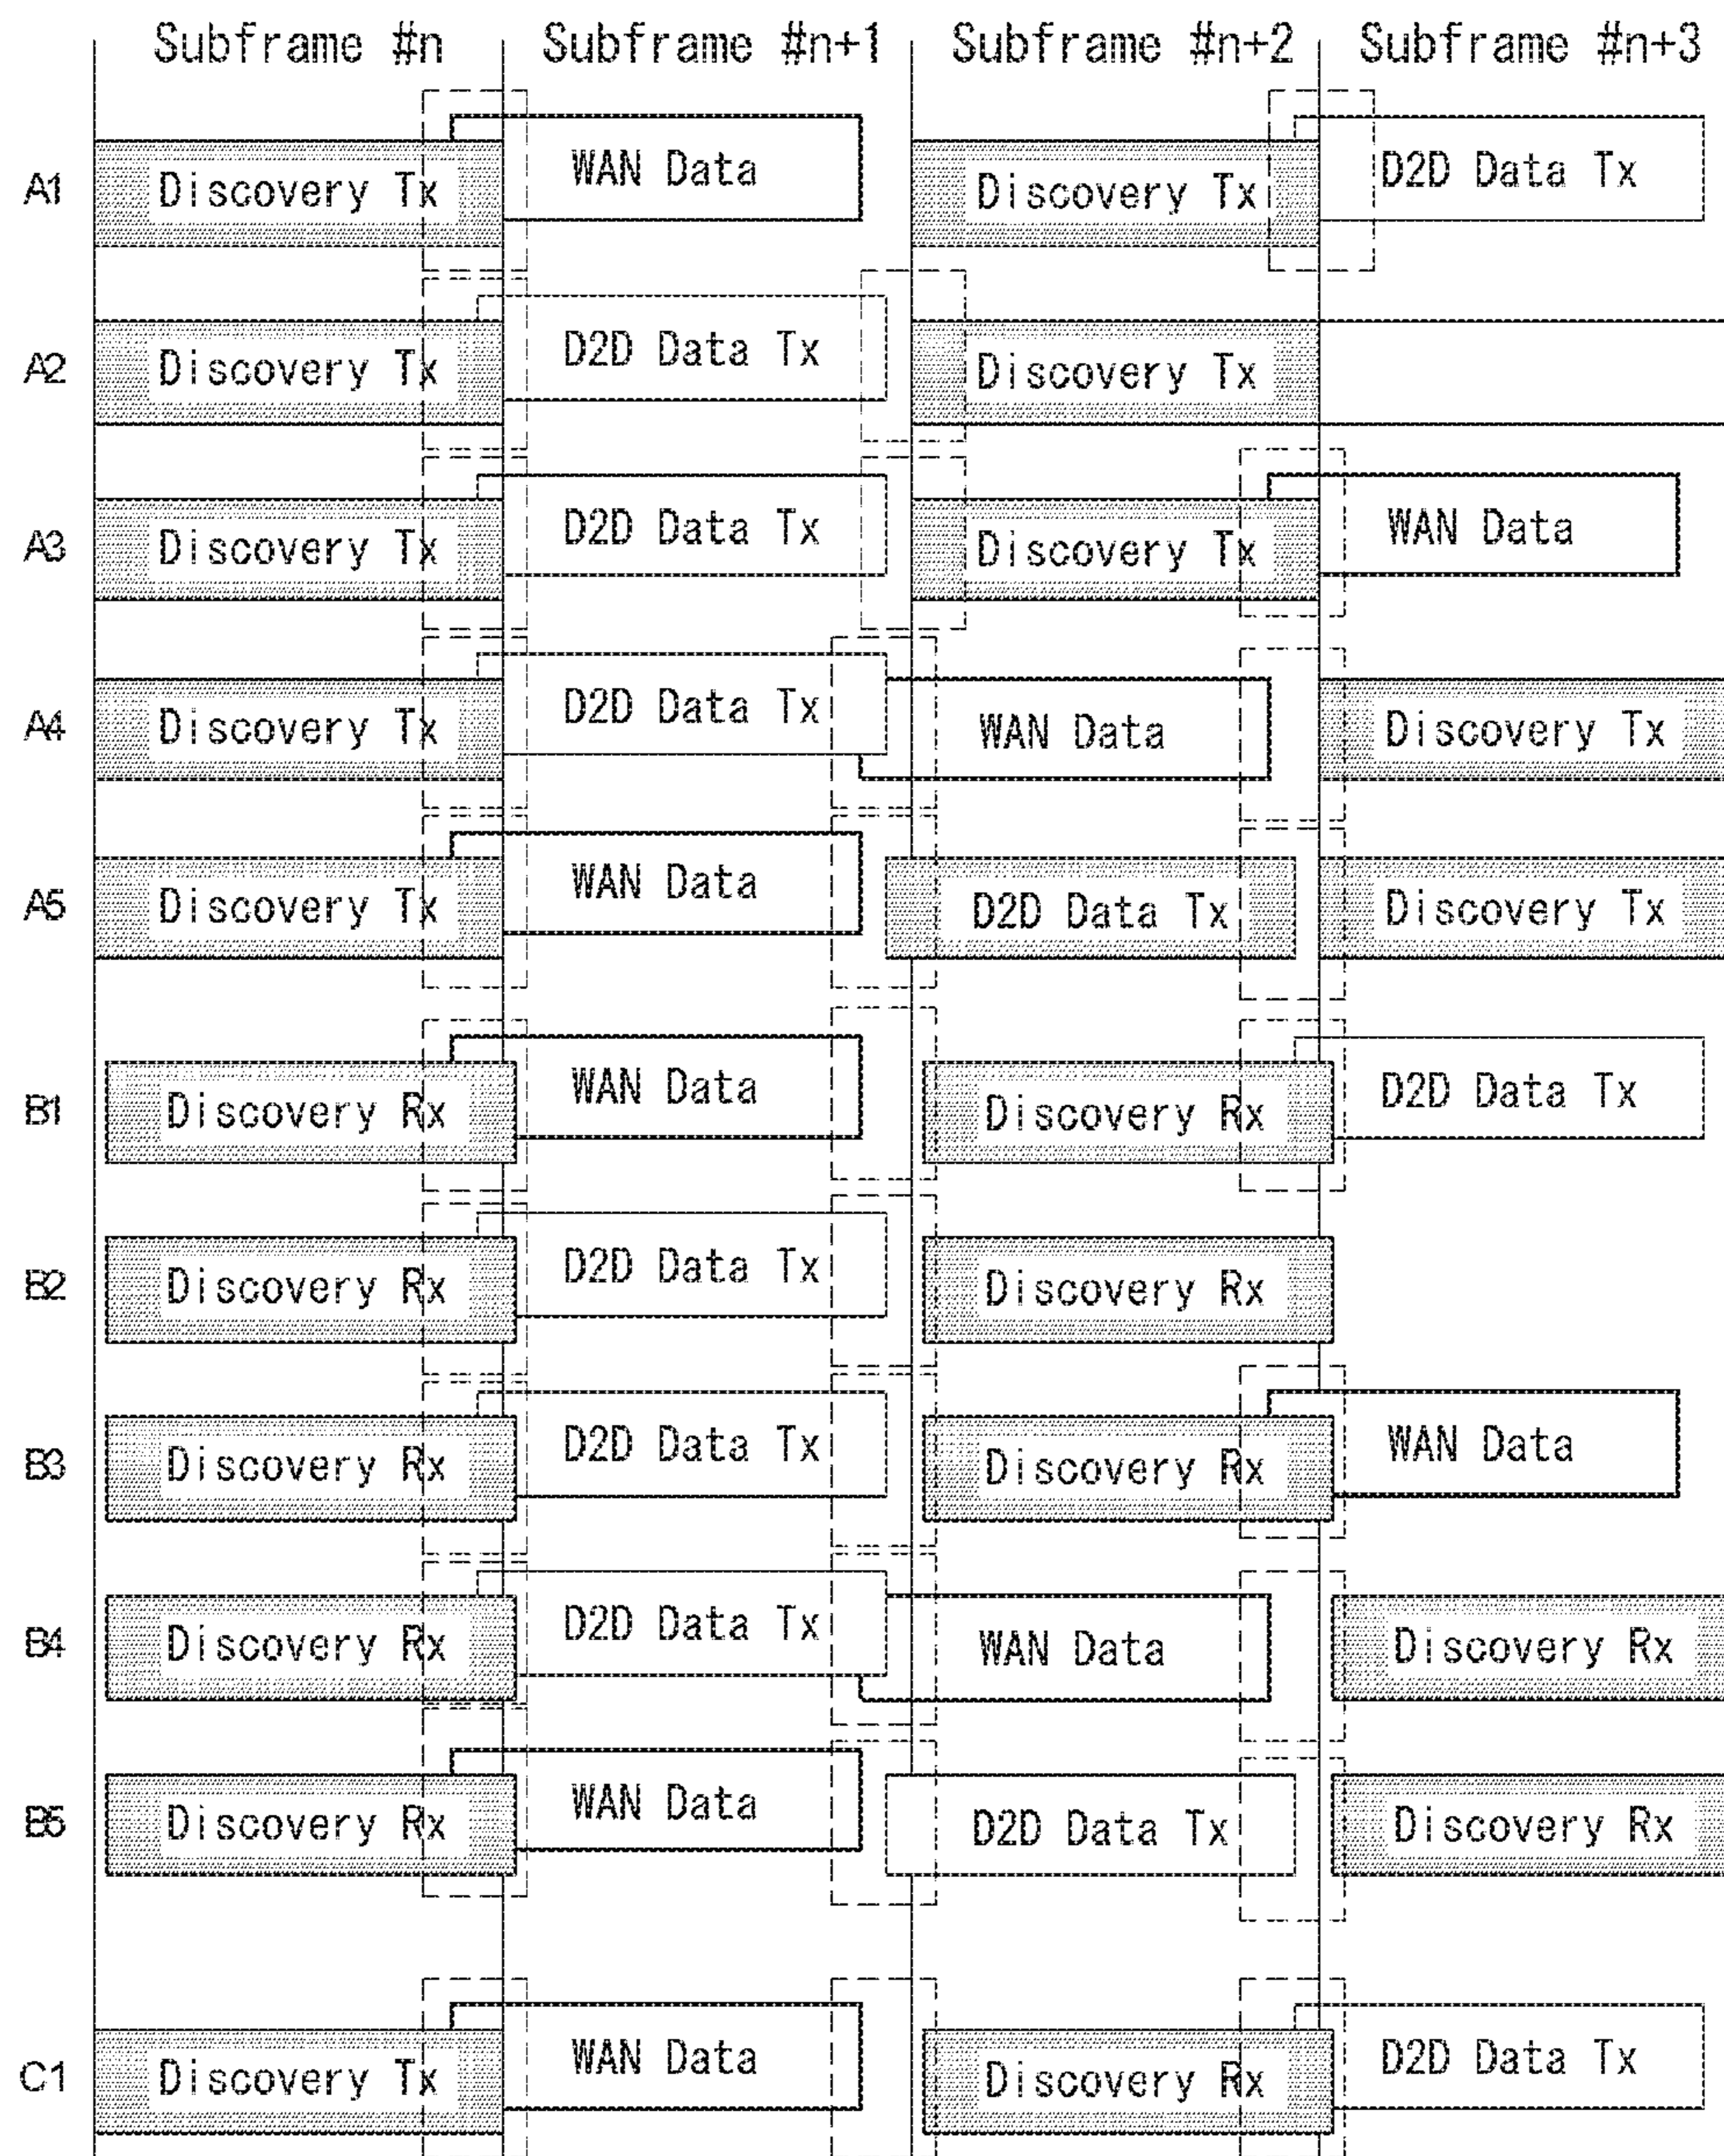 Subframe #n Subframe #n+1 Subframe #n+2 Subframe #n+3
A1 Discovery Tx WAN Data Discovery Tx D2D Data Tx
A2 Discovery Tx D2D Data Tx Discovery Tx
A3 Discovery Tx D2D Data Tx Discovery Tx WAN Data
A4 Discovery Tx D2D Data Tx WAN Data Discovery Tx
A5 Discovery Tx WAN Data D2D Data Tx Discovery Tx
B1 Discovery Rx WAN Data Discovery Rx D2D Data Tx
B2 Discovery Rx D2D Data Tx Discovery Rx
B3 Discovery Rx D2D Data Tx Discovery Rx WAN Data
B4 Discovery Rx D2D Data Tx WAN Data Discovery Rx
B5 Discovery Rx WAN Data D2D Data Tx Discovery Rx
C1 Discovery Tx WAN Data Discovery Rx D2D Data Tx